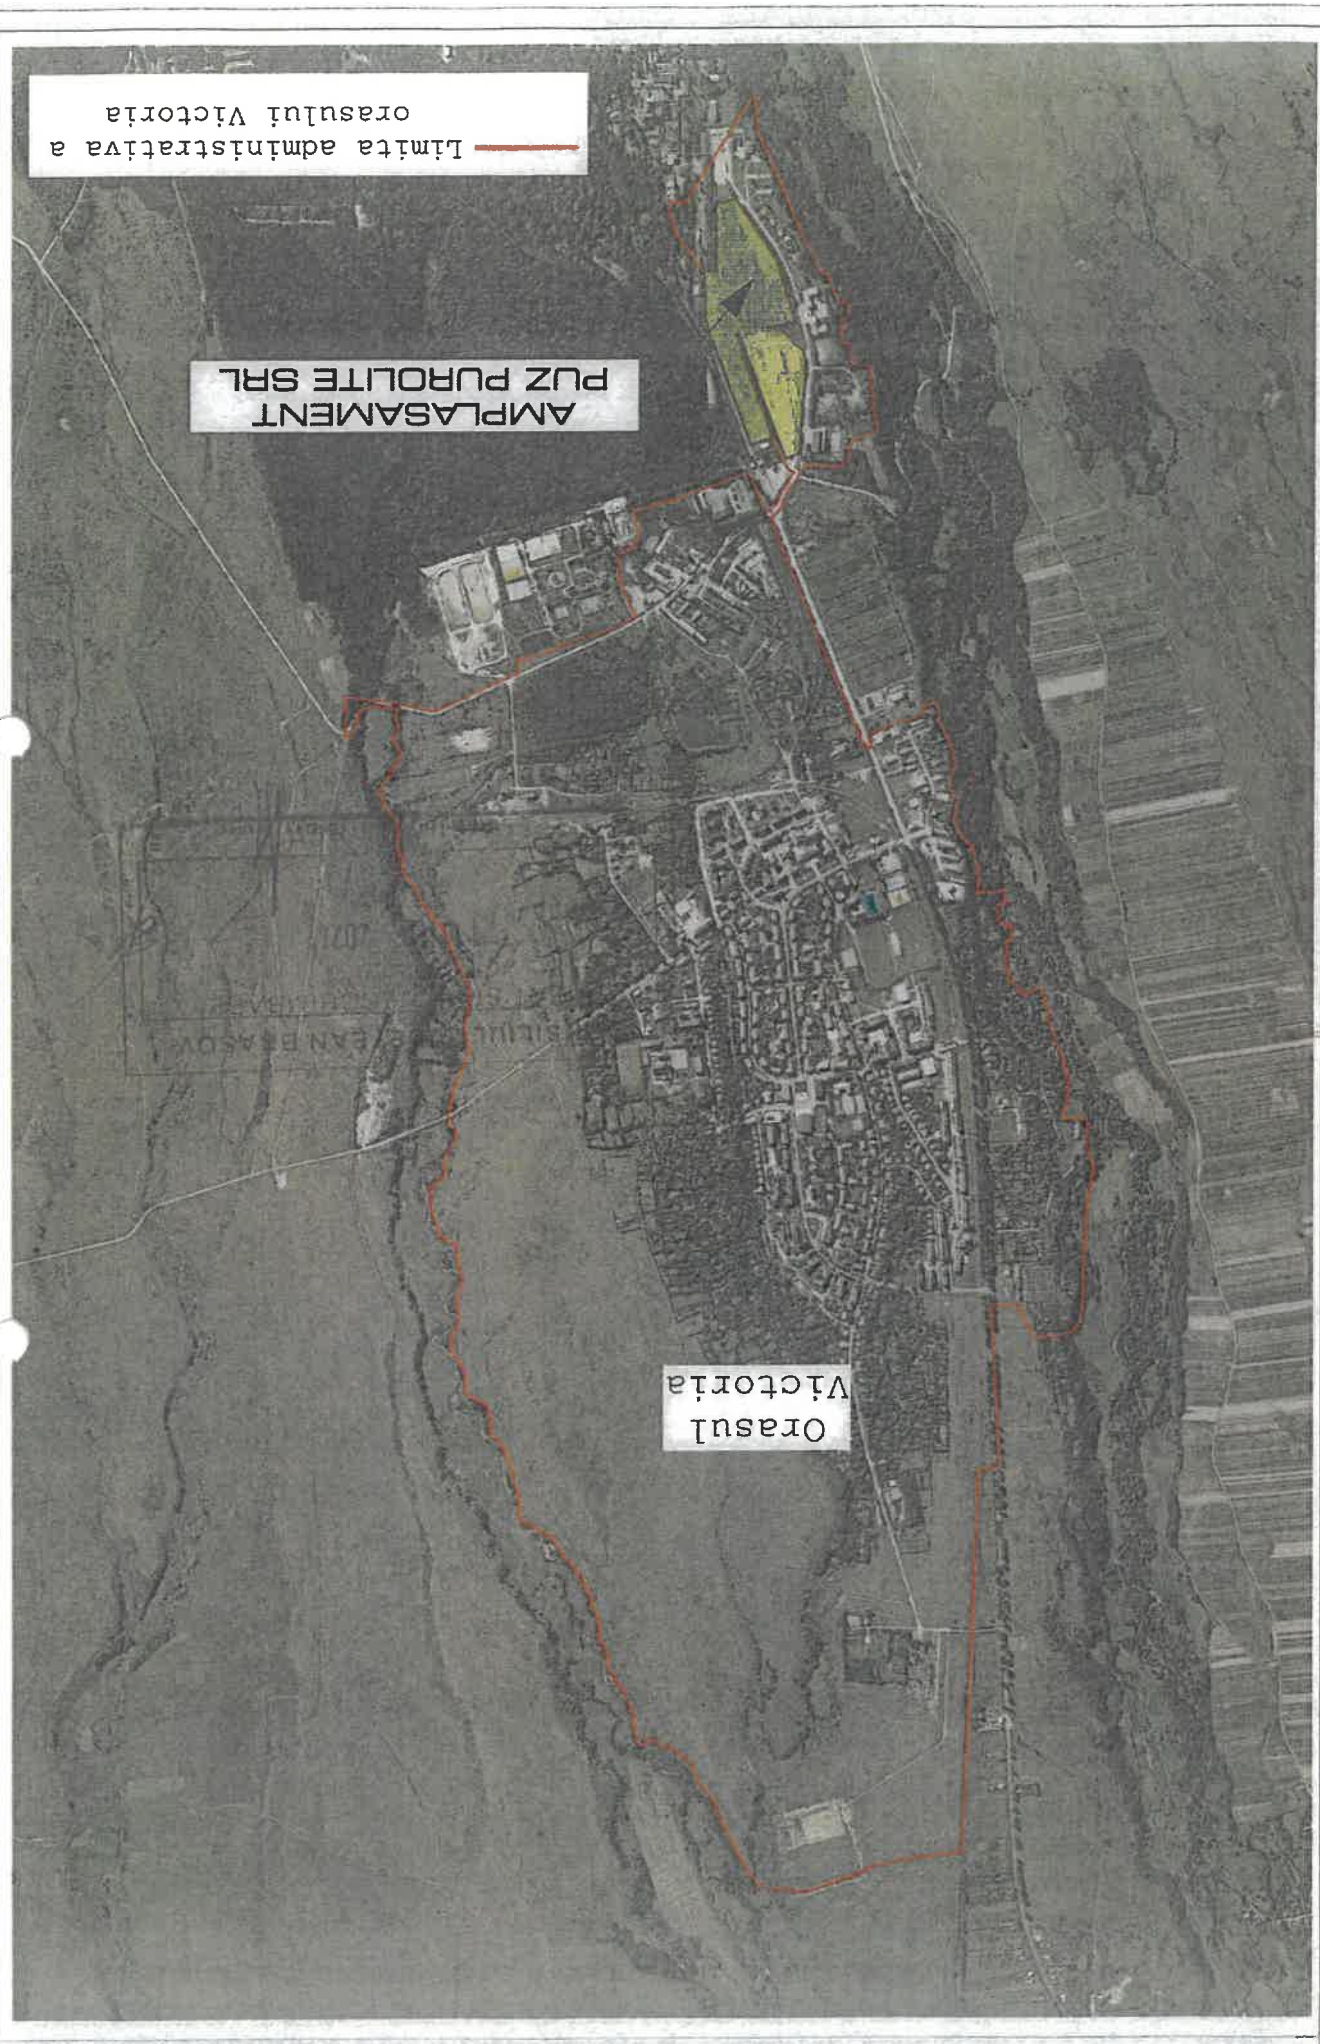 Orasul
Victoria
AMPLASAMENT
PUZ PUROLITE SRL
Limita administrativa a
orasului Victoria